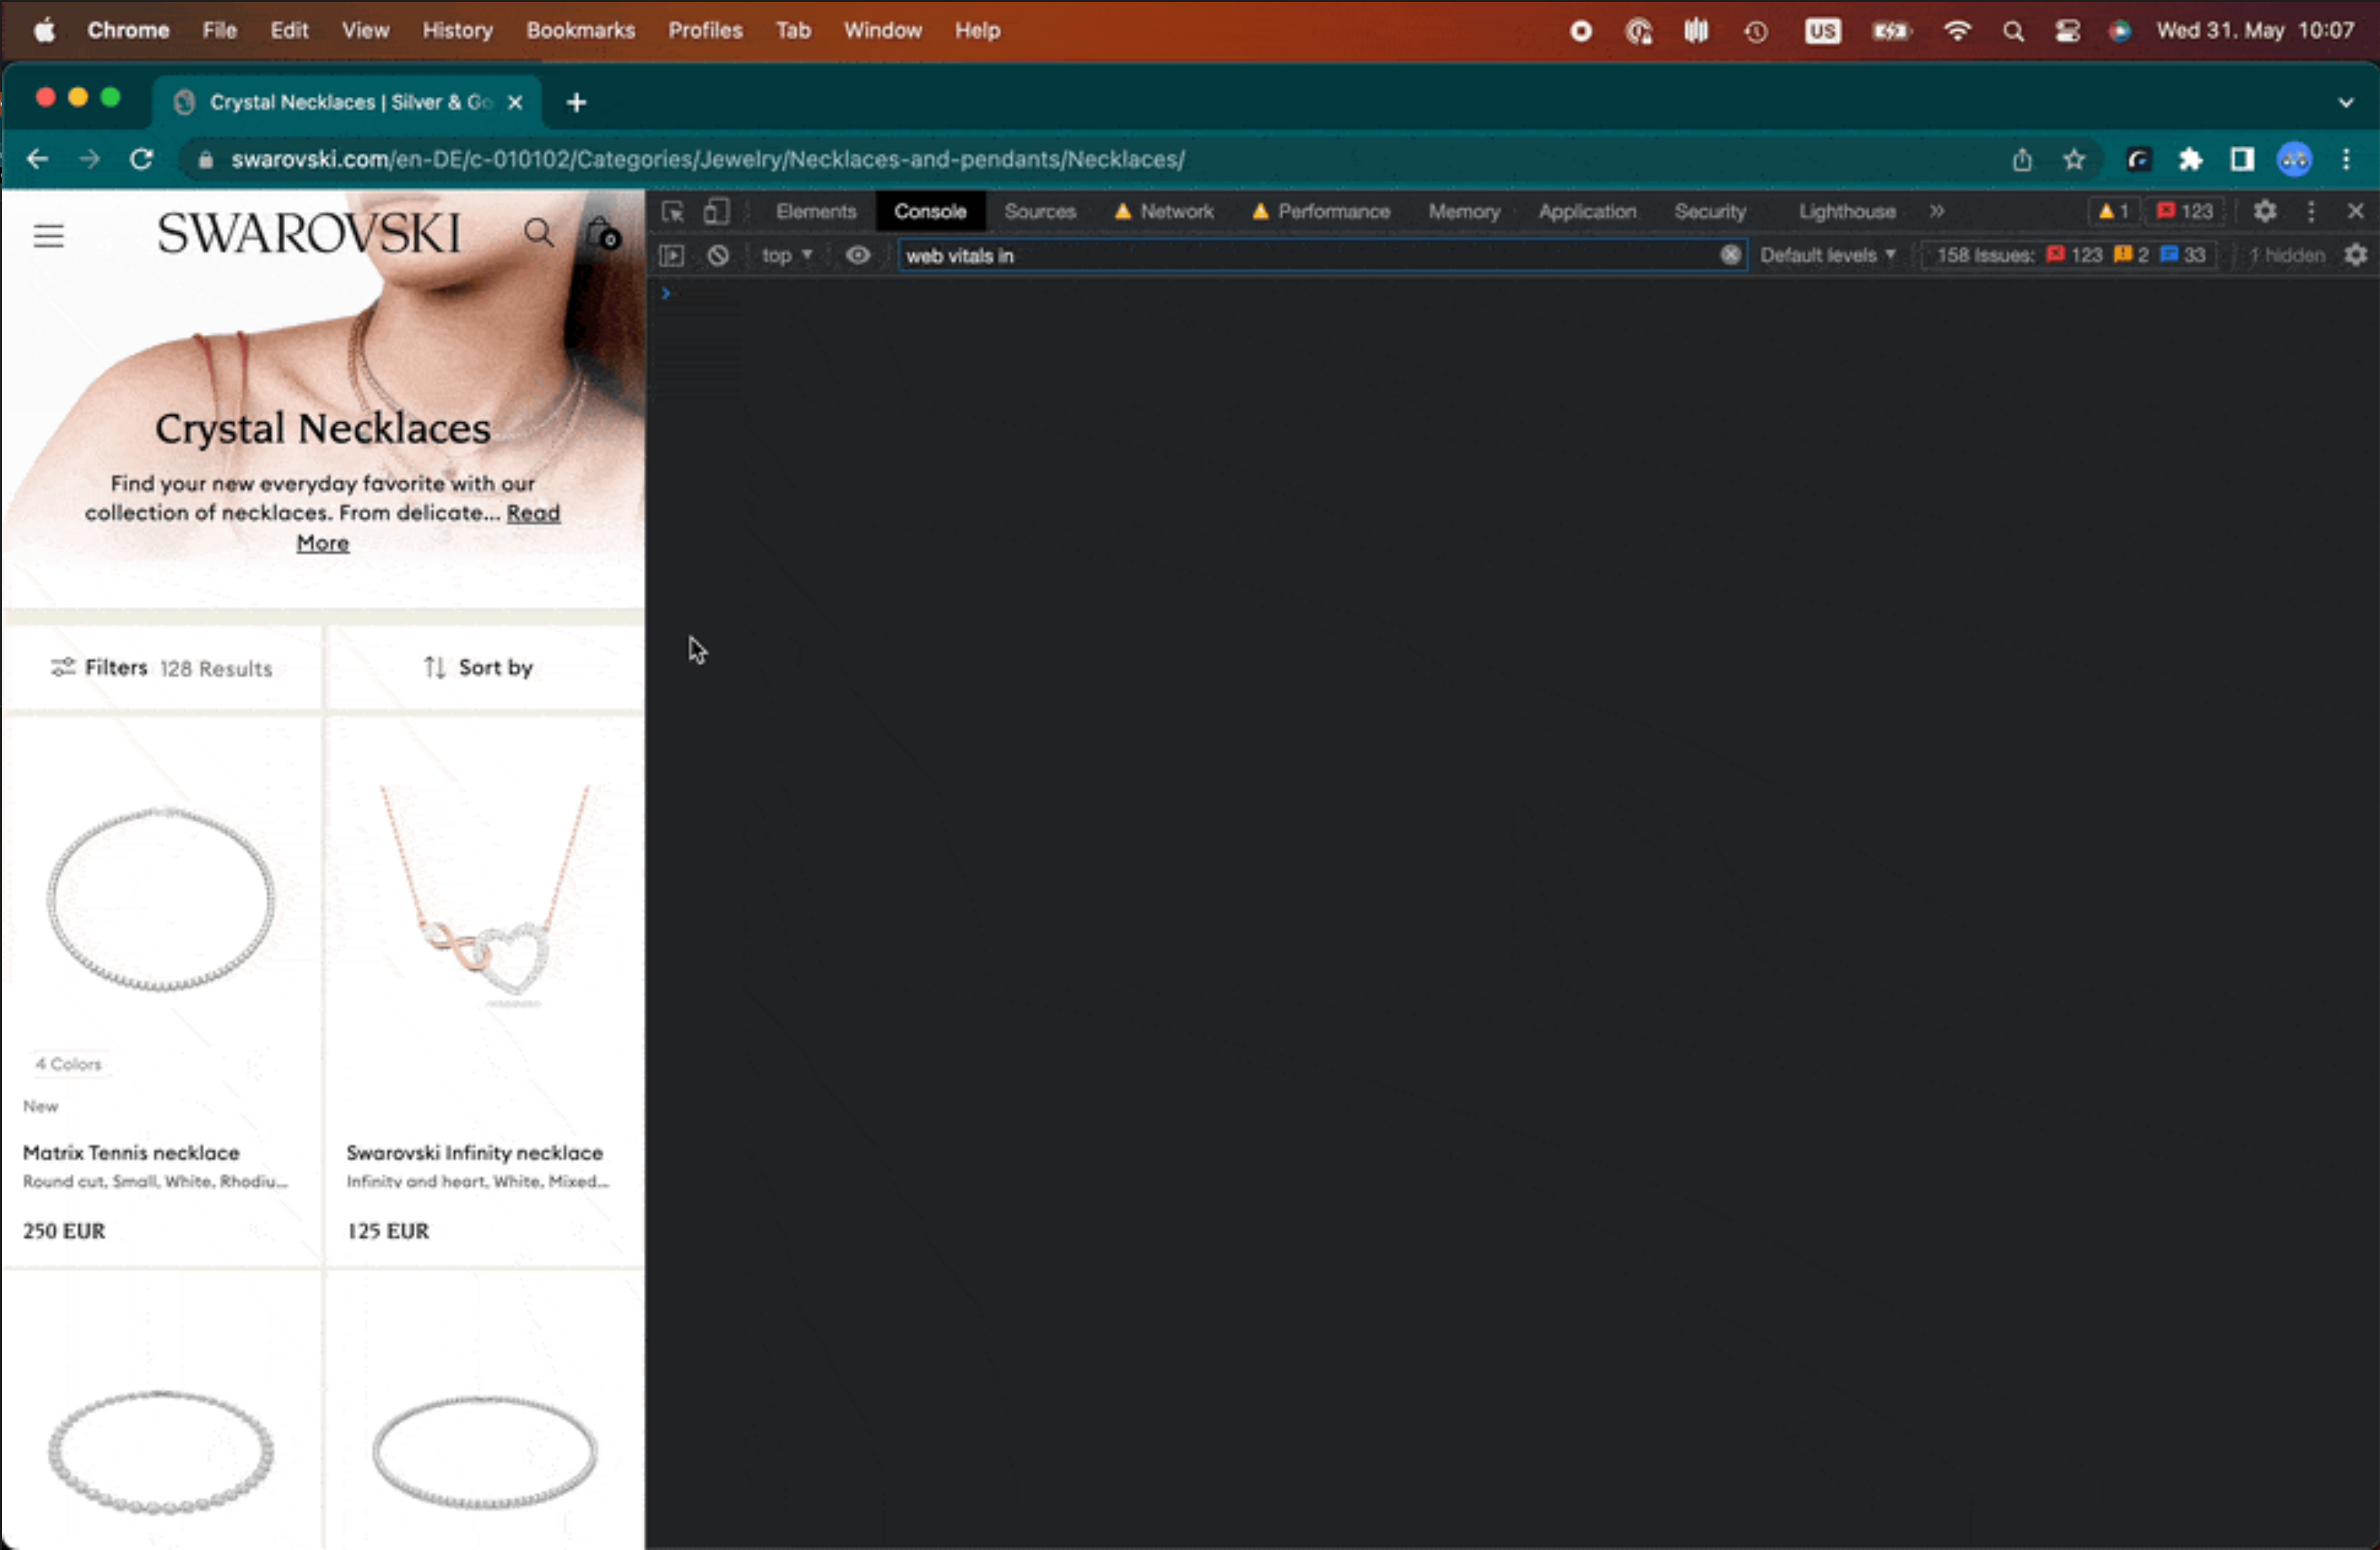 Chrome File Edit View History Bookmarks Profiles Tab Window Help US Wed 31. May 10:07
Crystal Necklaces | Silver & Go
swarovski.com/en-DE/c-010102/Categories/Jewelry/Necklaces-and-pendants/Necklaces/
Elements Console Sources Network Performance Memory Application Security Lighthouse 1 123
top web vitals in Default levels 158 Issues: 123 2 33 1 hidden
SWAROVSKI 0
Crystal Necklaces
Find your new everyday favorite with our
collection of necklaces. From delicate... Read
More
Filters 128 Results Sort by
4 Colors
New
Matrix Tennis necklace
Round cut, Small, White, Rhodiu...
250 EUR
Swarovski Infinity necklace
Infinity and heart, White, Mixed...
125 EUR